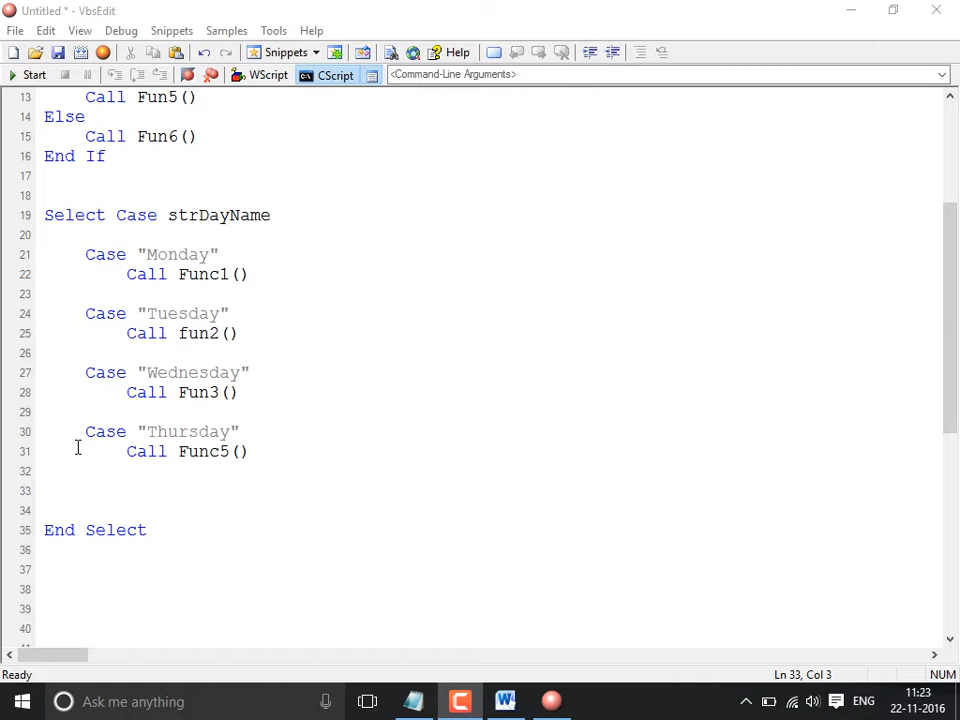 Untitled * - VbsEdit
File Edit View Debug Snippets Samples Tools Help
Snippets Help
Start WScript CScript <Command-Line Arguments>
13 Call Fun5()
14 Else
15 Call Fun6()
16 End If
17
18
19 Select Case strDayName
20
21 Case "Monday"
22 Call Func1()
23
24 Case "Tuesday"
25 Call fun2()
26
27 Case "Wednesday"
28 Call Fun3()
29
30 Case "Thursday"
31 Call Func5()
32
33
34
35 End Select
36
37
38
39
40
Ready Ln 33, Col 3 NUM
Ask me anything ENG 11:23
22-11-2016